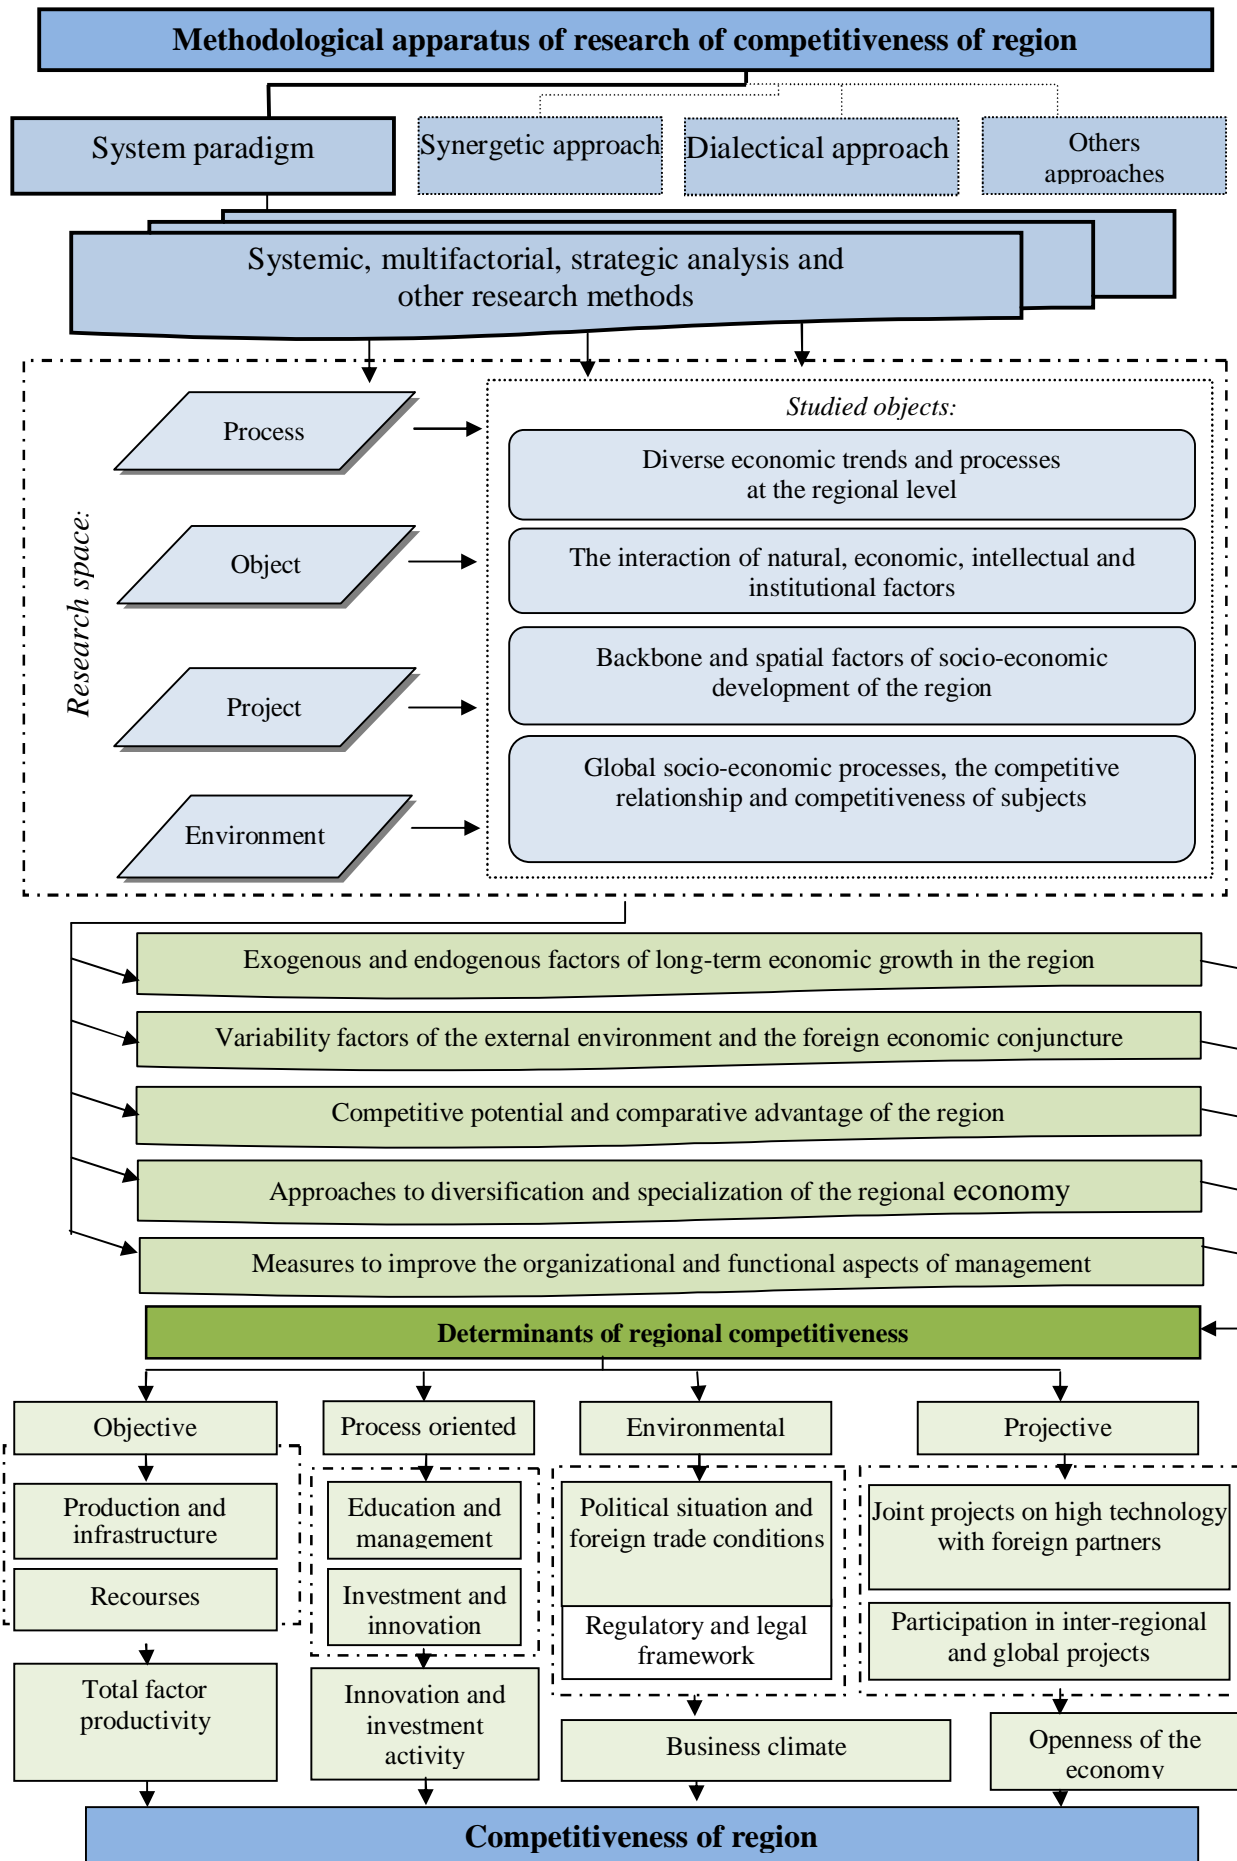 Methodological apparatus of research of competitiveness of region
System paradigm
Synergetic approach
Dialectical approach
Others
approaches
Systemic, multifactorial, strategic analysis and
other research methods
Research space:
Studied objects:
Process
Diverse economic trends and processes
at the regional level
Object
The interaction of natural, economic, intellectual and
institutional factors
Project
Backbone and spatial factors of socio-economic
development of the region
Environment
Global socio-economic processes, the competitive
relationship and competitiveness of subjects
Exogenous and endogenous factors of long-term economic growth in the region
Variability factors of the external environment and the foreign economic conjuncture
Competitive potential and comparative advantage of the region
Approaches to diversification and specialization of the regional economy
Measures to improve the organizational and functional aspects of management
Determinants of regional competitiveness
Objective
Process oriented
Environmental
Projective
Production and
infrastructure
Recourses
Education and
management
Investment and
innovation
Political situation and
foreign trade conditions
Regulatory and legal
framework
Joint projects on high technology
with foreign partners
Participation in inter-regional
and global projects
Total factor
productivity
Innovation and
investment
activity
Business climate
Openness of the
economy
Competitiveness of region